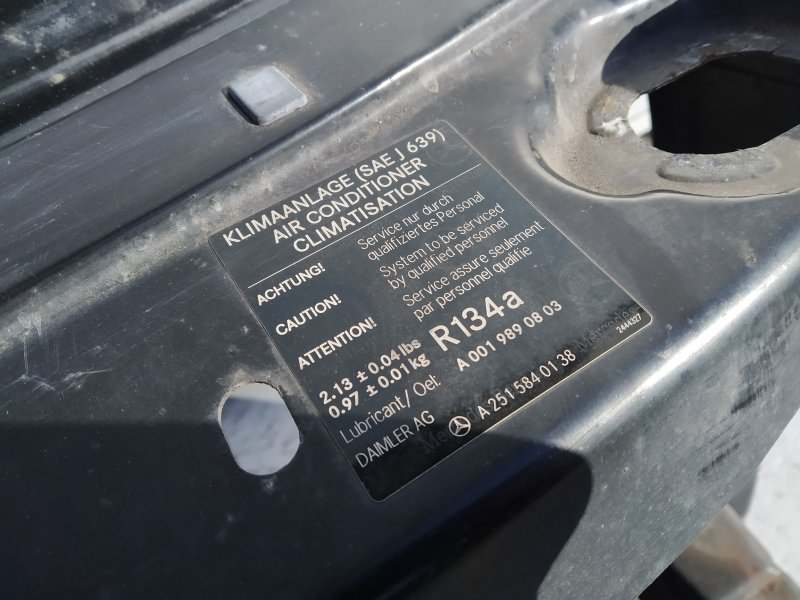 KLIMAANLAGE (SAE J 639)
AIR CONDITIONER
CLIMATISATION
ACHTUNG! Service nur durch
qualifiziertes Personal
CAUTION! System to be serviced
by qualified personnel
ATTENTION! Service assure seulement
par personnel qualifie
2.13 ± 0.04 lbs
0.97 ± 0.01 kg R134a
Lubricant/Oel: A 001 989 08 03
DAIMLER AG A 251 584 01 38
2444327